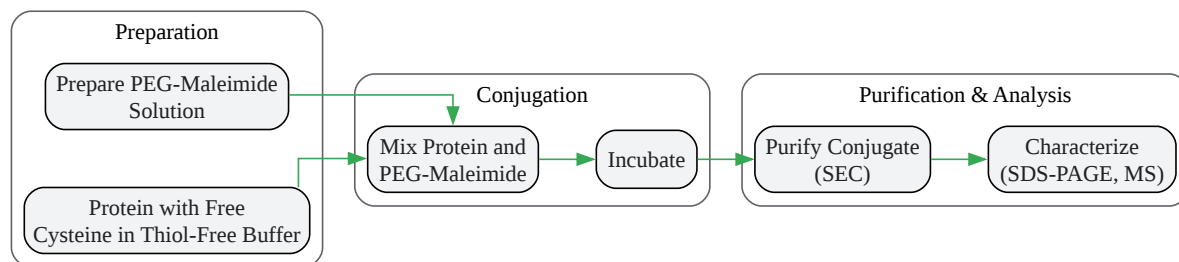 Preparation
Prepare PEG-Maleimide
Solution
Protein with Free
Cysteine in Thiol-Free Buffer
Conjugation
Mix Protein and
PEG-Maleimide
Incubate
Purification & Analysis
Purify Conjugate
(SEC)
Characterize
(SDS-PAGE, MS)